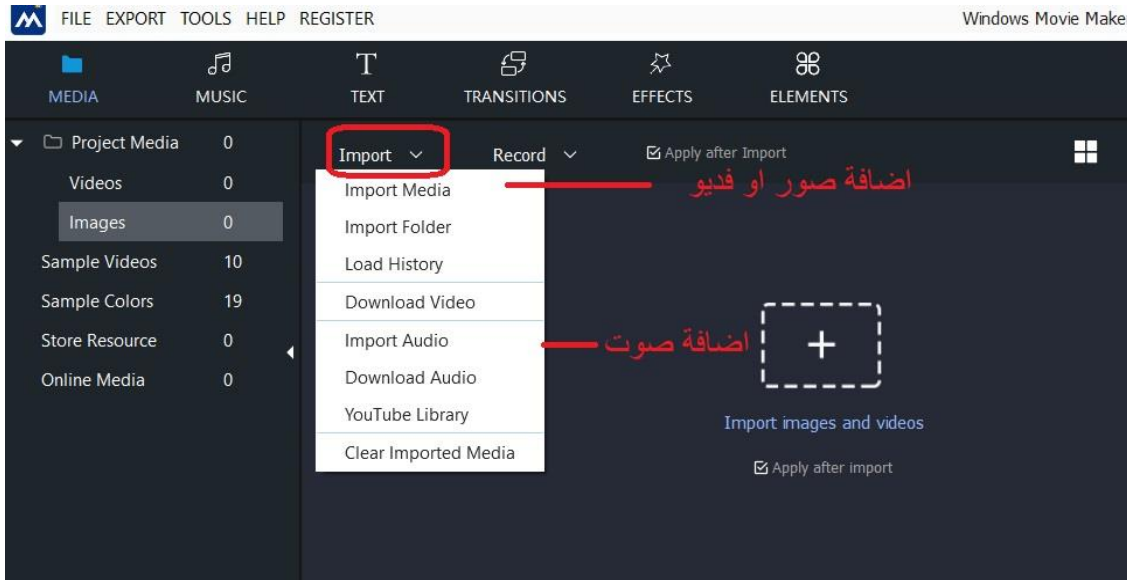 FILE EXPORT TOOLS HELP REGISTER
Windows Movie Make
MEDIA MUSIC TEXT TRANSITIONS EFFECTS ELEMENTS
Project Media 0
Videos 0
Images 0
Sample Videos 10
Sample Colors 19
Store Resource 0
Online Media 0
Import Record Apply after Import
Import Media
اضافة صور او فديو
Import Folder
Load History
Download Video
Import Audio
اضافة صوت
Download Audio
YouTube Library
Clear Imported Media
Import images and videos
Apply after import